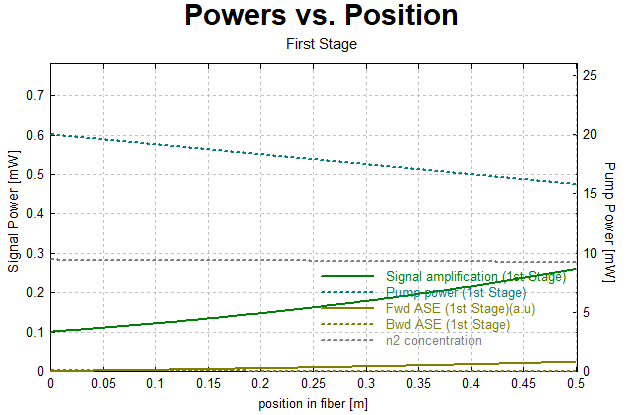 Powers vs. Position
First Stage
Signal Power [mW]
0.7
0.6
0.5
0.4
0.3
0.2
0.1
0
25
20
15
10
5
0
Pump Power [mW]
Signal amplification (1st Stage)
Pump power (1st Stage)
Fwd ASE (1st Stage)(a.u)
Bwd ASE (1st Stage)
n2 concentration
0 0.05 0.1 0.15 0.2 0.25 0.3 0.35 0.4 0.45 0.5
position in fiber [m]